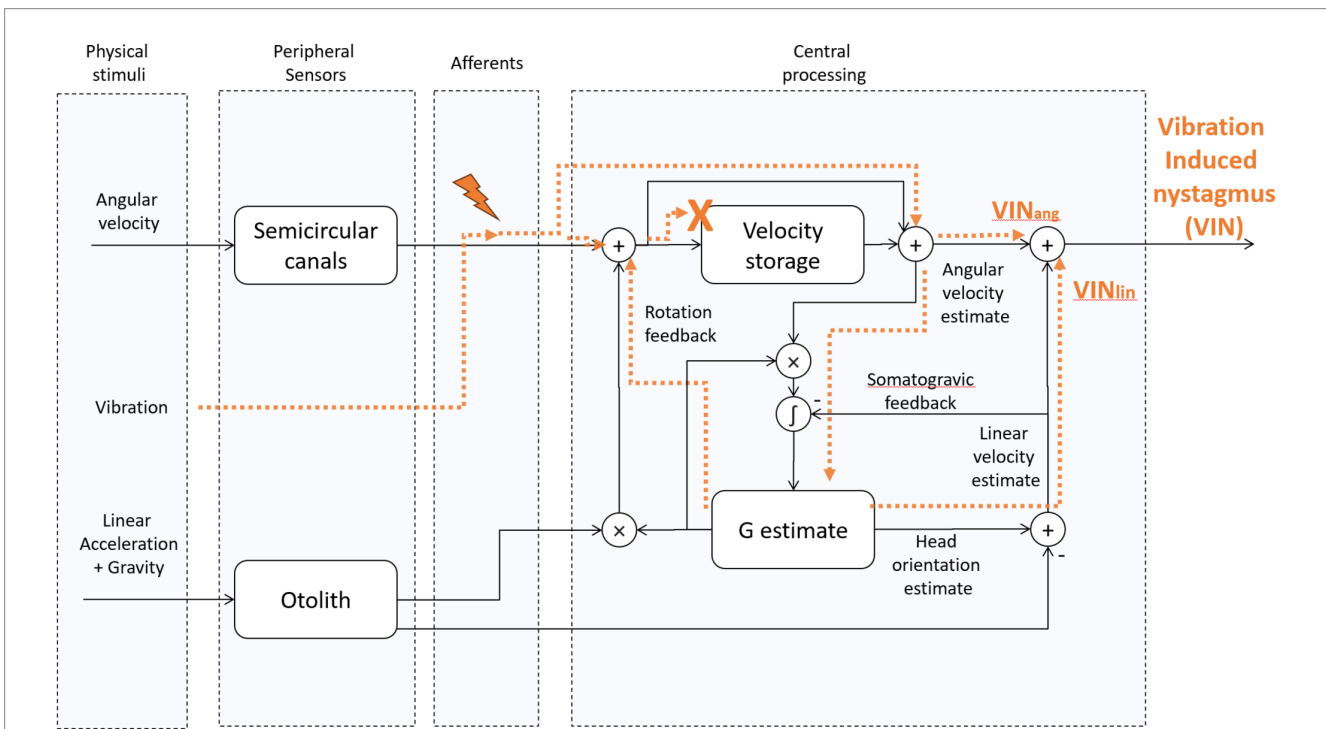 Physical
stimuli
Peripheral
Sensors
Afferents
Central
processing
Vibration
Induced
nystagmus
(VIN)
Angular
velocity
Semicircular
canals
+
X
Velocity
storage
+
VINang
+
Angular
velocity
estimate
VINlin
Rotation
feedback
×
Somatogravic
feedback
-
∫
Vibration
Linear
velocity
estimate
Linear
Acceleration
+ Gravity
Otolith
×
G estimate
Head
orientation
estimate
+
-